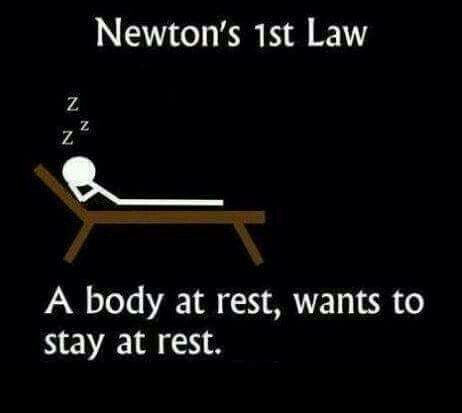 Newton's 1st Law
z
z
z
A body at rest, wants to
stay at rest.